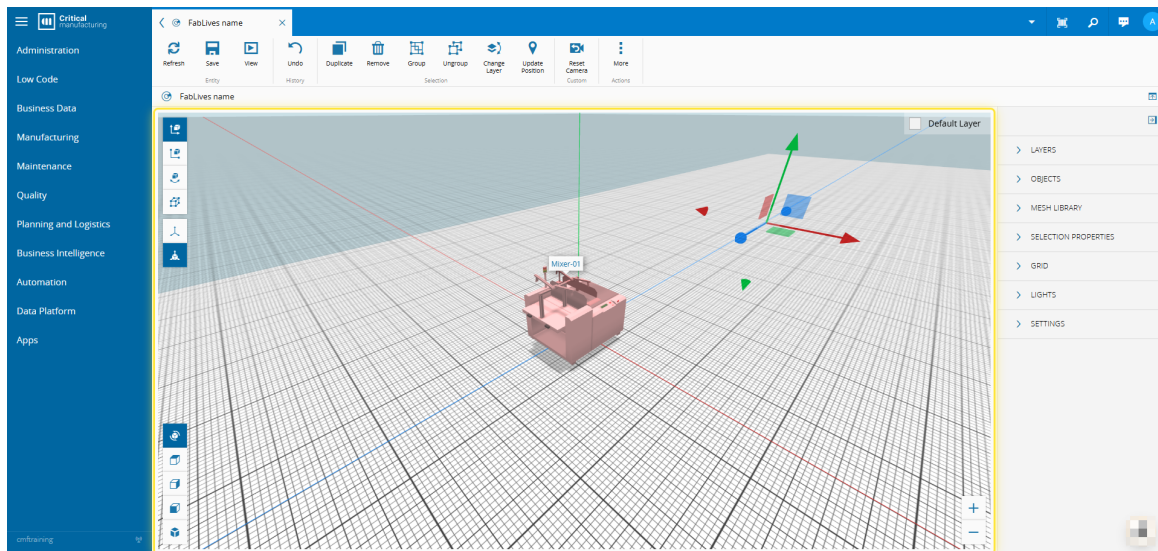 Critical
manufacturing
FabLives name
A
Administration
Low Code
Business Data
Manufacturing
Maintenance
Quality
Planning and Logistics
Business Intelligence
Automation
Data Platform
Apps
cmftraining
Refresh
Save
View
Undo
Duplicate
Remove
Group
Ungroup
Change
Layer
Update
Position
Reset
Camera
More
Entity
History
Selection
Custom
Actions
FabLives name
Default Layer
Mixer-01
LAYERS
OBJECTS
MESH LIBRARY
SELECTION PROPERTIES
GRID
LIGHTS
SETTINGS